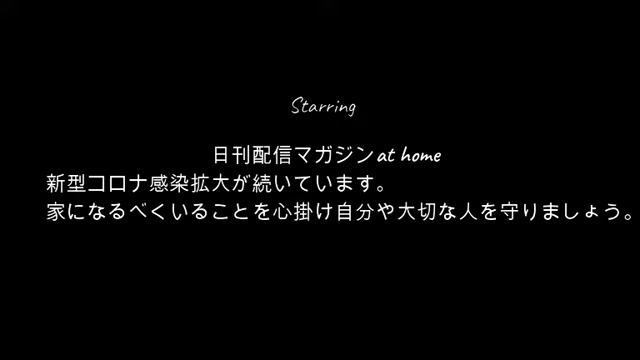 Starring
日刊配信マガジンat home
新型コロナ感染拡大が続いています。
家になるべくいることを心掛け自分や大切な人を守りましょう。